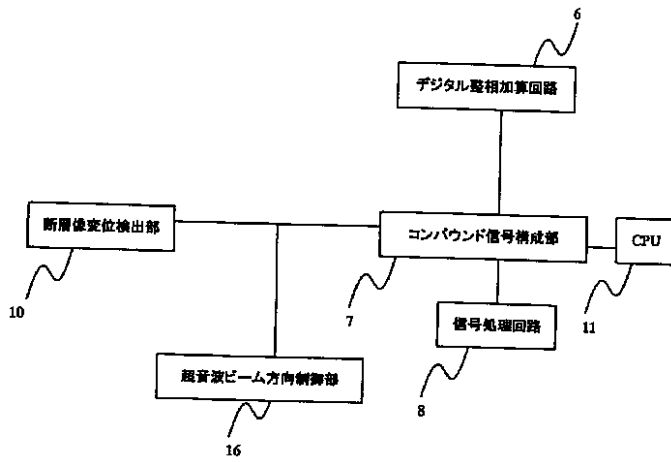 6
デジタル整相加算回路
断層像変位検出部
コンパウンド信号構成部
CPU
10
7
信号処理回路
11
超音波ビーム方向制御部
8
16